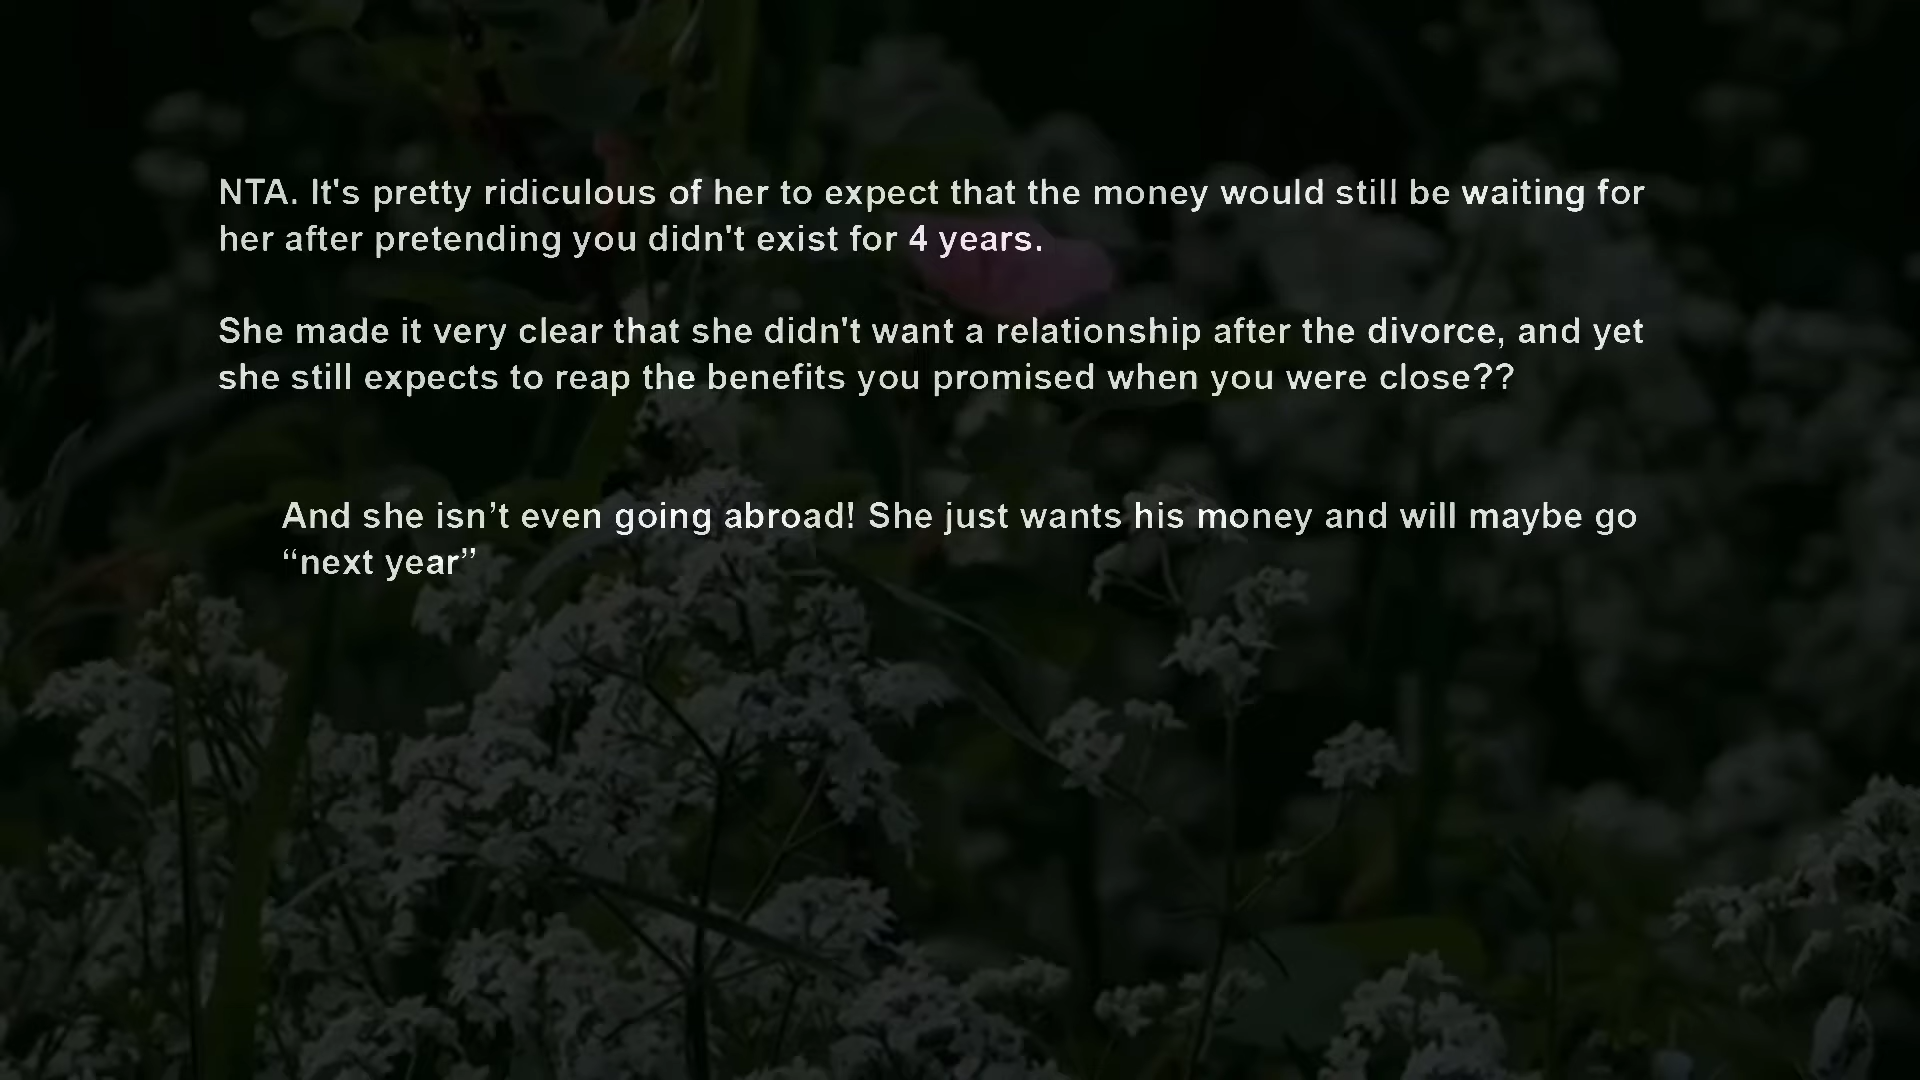 NTA. It's pretty ridiculous of her to expect that the money would still be waiting for
her after pretending you didn't exist for 4 years.
She made it very clear that she didn't want a relationship after the divorce, and yet
she still expects to reap the benefits you promised when you were close??
And she isn’t even going abroad! She just wants his money and will maybe go
“next year”